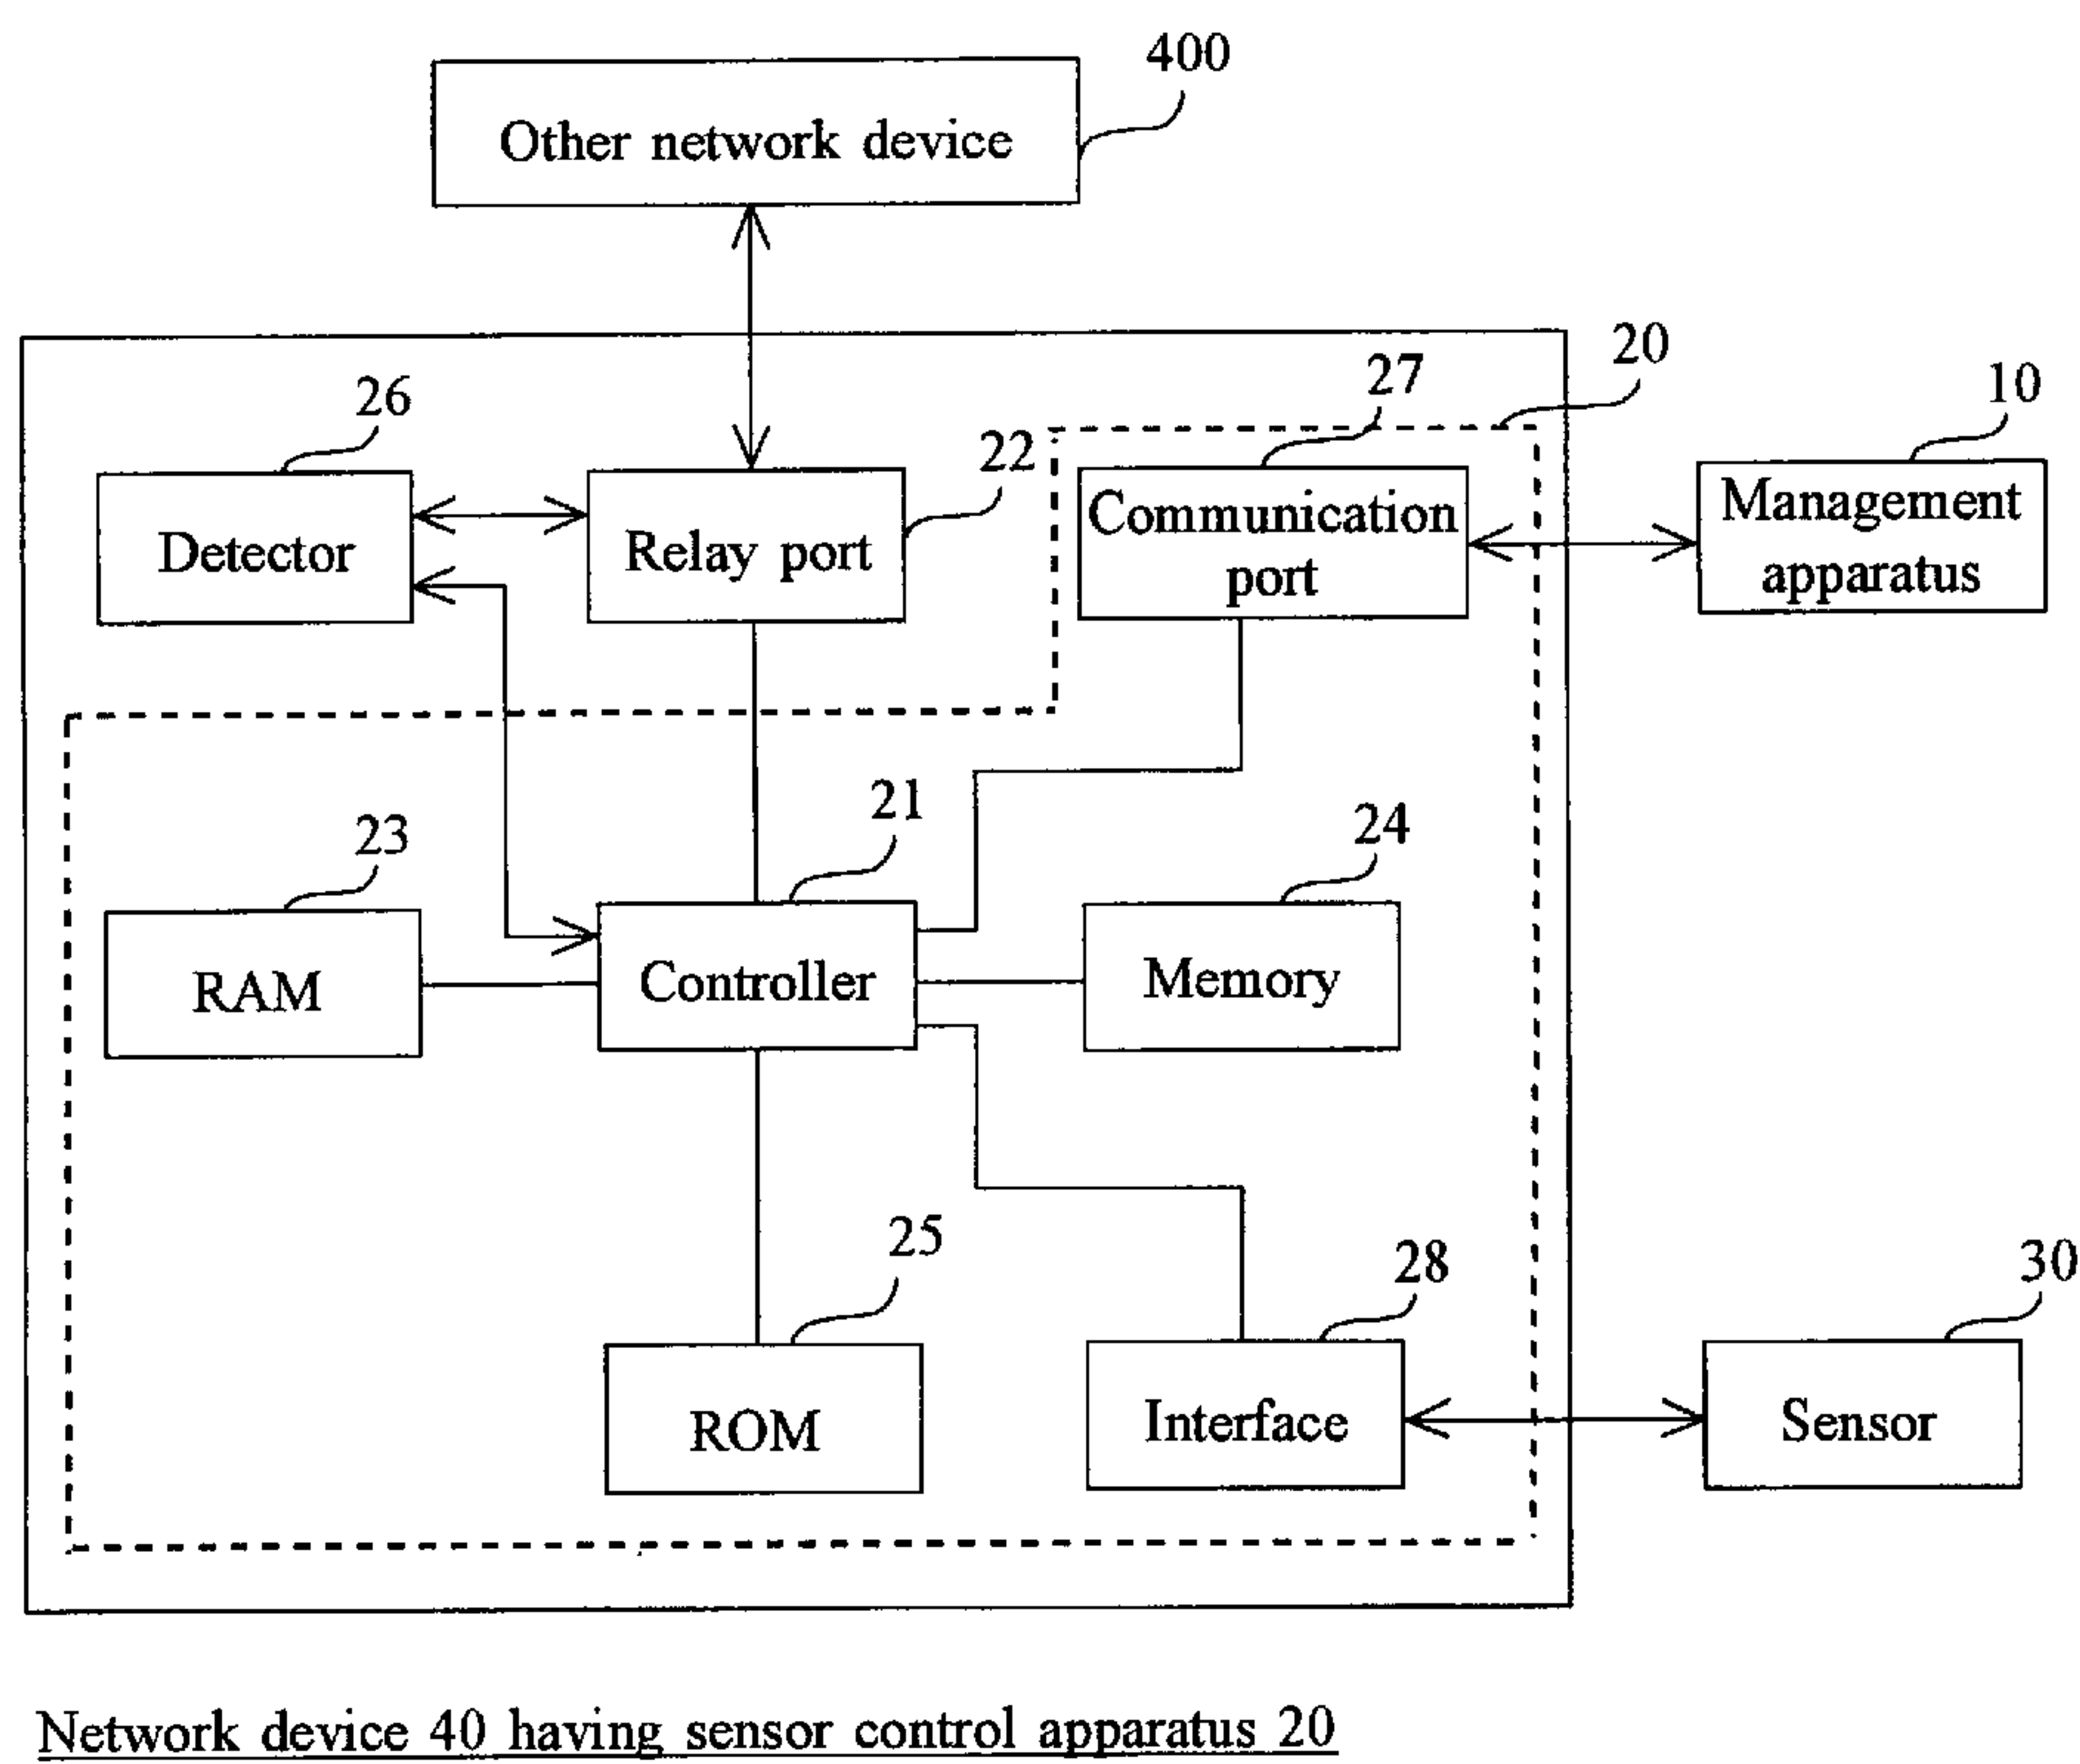 400
Other network device
20
27
10
26
22
Communication
port
Management
apparatus
Detector
Relay port
21
24
23
Controller
Memory
RAM
25
28
30
ROM
Interface
Sensor
Network device 40 having sensor control apparatus 20